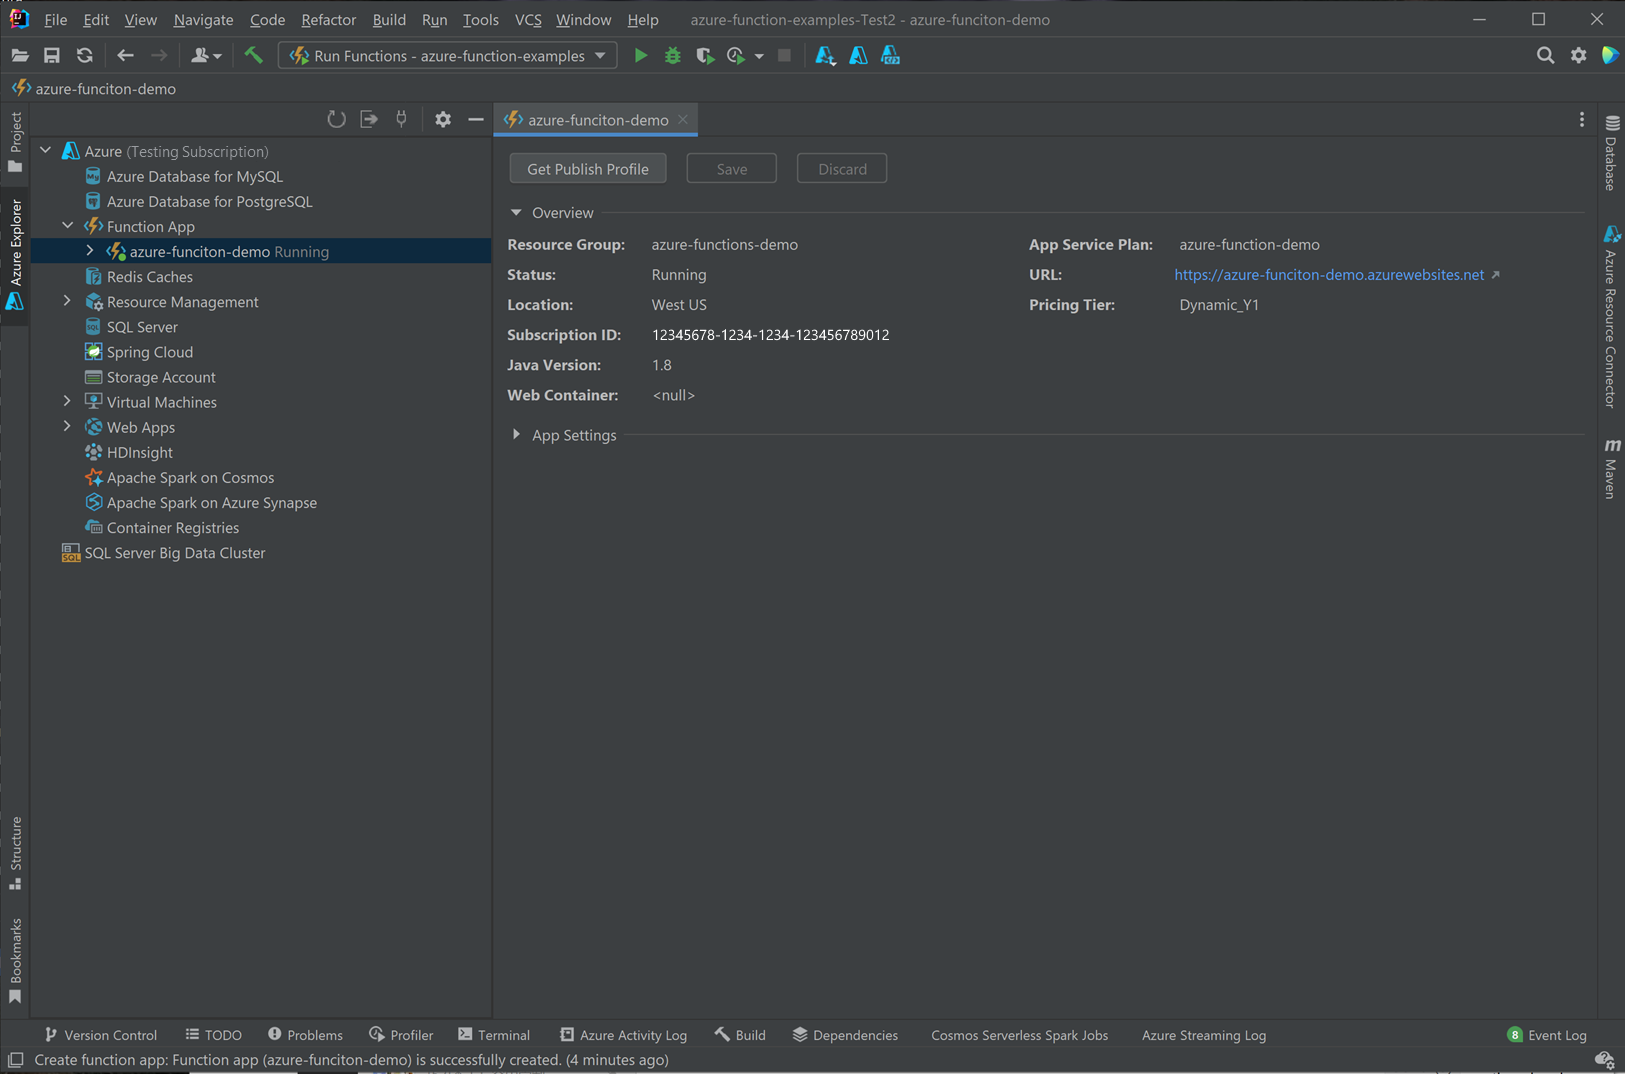 File Edit View Navigate Code Refactor Build Run Tools VCS Window Help azure-function-examples-Test2 - azure-funciton-demo
Run Functions - azure-function-examples
azure-funciton-demo
Project
Azure Explorer
Structure
Bookmarks
Azure (Testing Subscription)
Azure Database for MySQL
Azure Database for PostgreSQL
Function App
azure-funciton-demo Running
Redis Caches
Resource Management
SQL Server
Spring Cloud
Storage Account
Virtual Machines
Web Apps
HDInsight
Apache Spark on Cosmos
Apache Spark on Azure Synapse
Container Registries
SQL Server Big Data Cluster
azure-funciton-demo
Get Publish Profile Save Discard
Overview
Resource Group: azure-functions-demo App Service Plan: azure-function-demo
Status: Running URL: https://azure-funciton-demo.azurewebsites.net
Location: West US Pricing Tier: Dynamic_Y1
Subscription ID: 12345678-1234-1234-123456789012
Java Version: 1.8
Web Container: <null>
App Settings
Database
Azure Resource Connector
Maven
Version Control TODO Problems Profiler Terminal Azure Activity Log Build Dependencies Cosmos Serverless Spark Jobs Azure Streaming Log 8 Event Log
Create function app: Function app (azure-funciton-demo) is successfully created. (4 minutes ago)